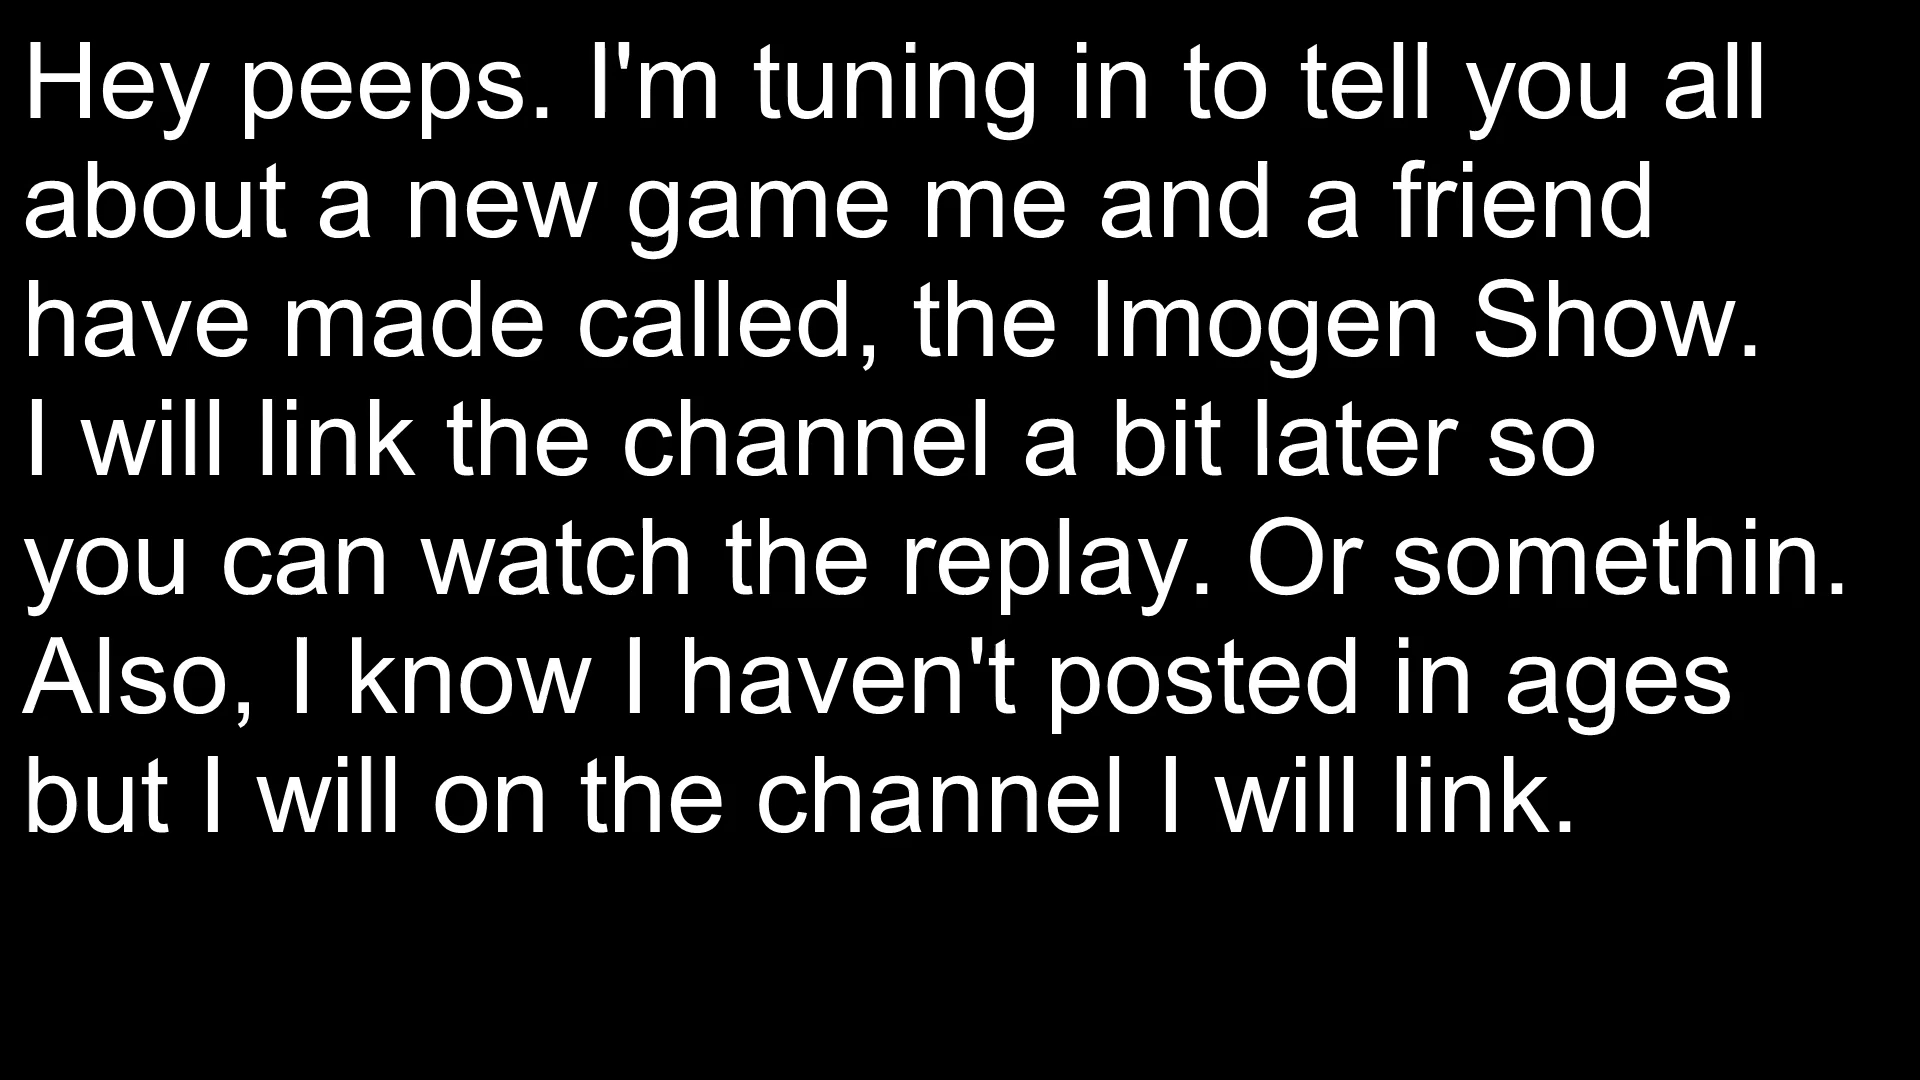 Hey peeps. I'm tuning in to tell you all
about a new game me and a friend
have made called, the Imogen Show.
I will link the channel a bit later so
you can watch the replay. Or somethin.
Also, I know I haven't posted in ages
but I will on the channel I will link.